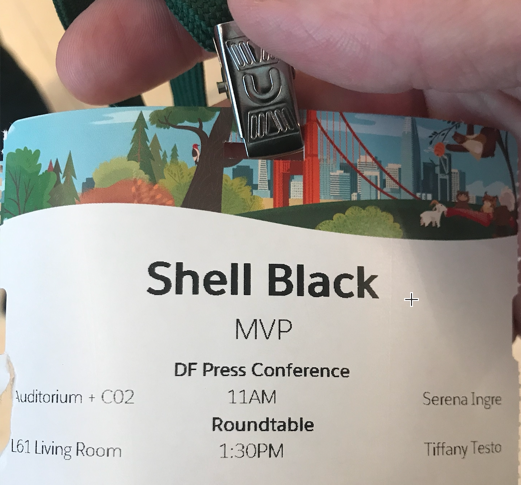 Shell Black
MVP
DF Press Conference
Auditorium + C02 11AM Serena Ingre
Roundtable
L61 Living Room 1:30PM Tiffany Testo